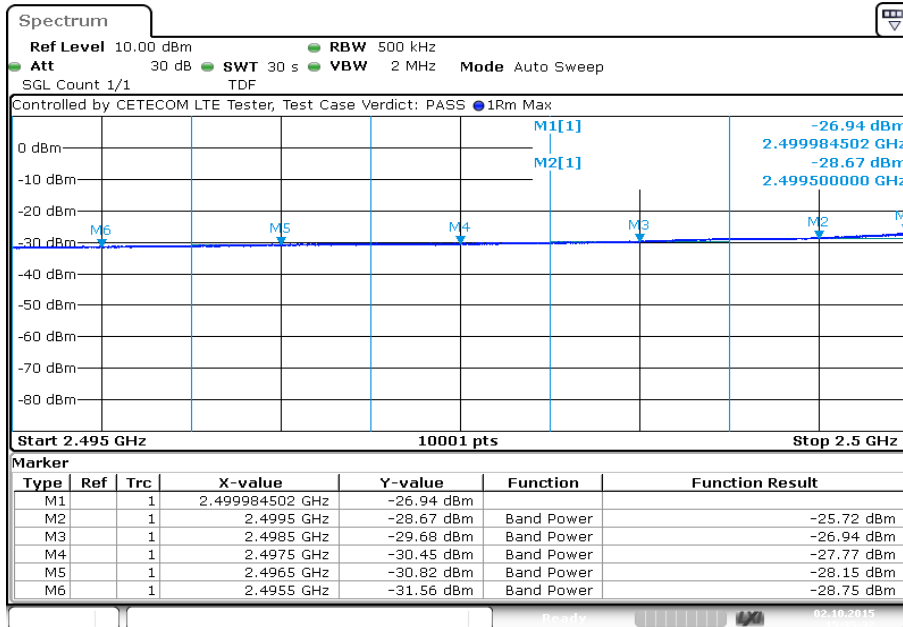 Spectrum
Ref Level 10.00 dBm RBW 500 kHz
Att 30 dB SWT 30 s VBW 2 MHz Mode Auto Sweep
SGL Count 1/1 TDF
Controlled by CETECOM LTE Tester, Test Case Verdict: PASS 1Rm Max
M1[1] -26.94 dBm
2.499984502 GHz
M2[1] -28.67 dBm
2.499500000 GHz
0 dBm
-10 dBm
-20 dBm
M6 M5 M4 M3 M2
-30 dBm
-40 dBm
-50 dBm
-60 dBm
-70 dBm
-80 dBm
Start 2.495 GHz 10001 pts Stop 2.5 GHz
Marker
Type Ref Trc X-value Y-value Function Function Result
M1 1 2.499984502 GHz -26.94 dBm
M2 1 2.4995 GHz -28.67 dBm Band Power -25.72 dBm
M3 1 2.4985 GHz -29.68 dBm Band Power -26.94 dBm
M4 1 2.4975 GHz -30.45 dBm Band Power -27.77 dBm
M5 1 2.4965 GHz -30.82 dBm Band Power -28.15 dBm
M6 1 2.4955 GHz -31.56 dBm Band Power -28.75 dBm
Ready LXI 02.10.2015